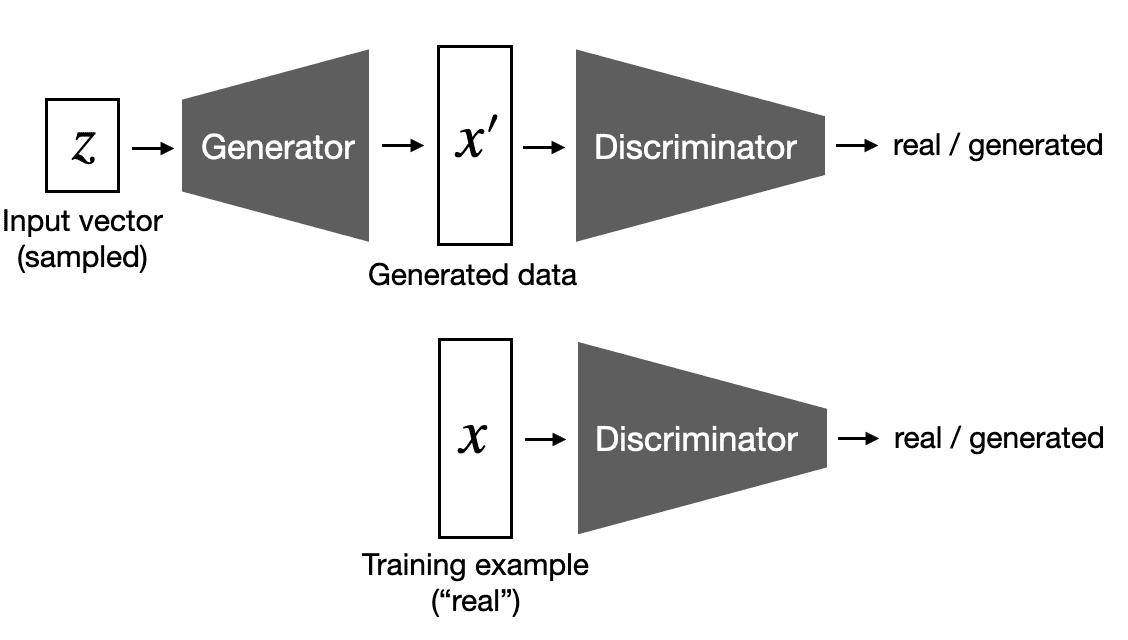 z
Generator
x′
Discriminator
real / generated
Input vector
(sampled)
Generated data
x
Discriminator
real / generated
Training example
(“real”)